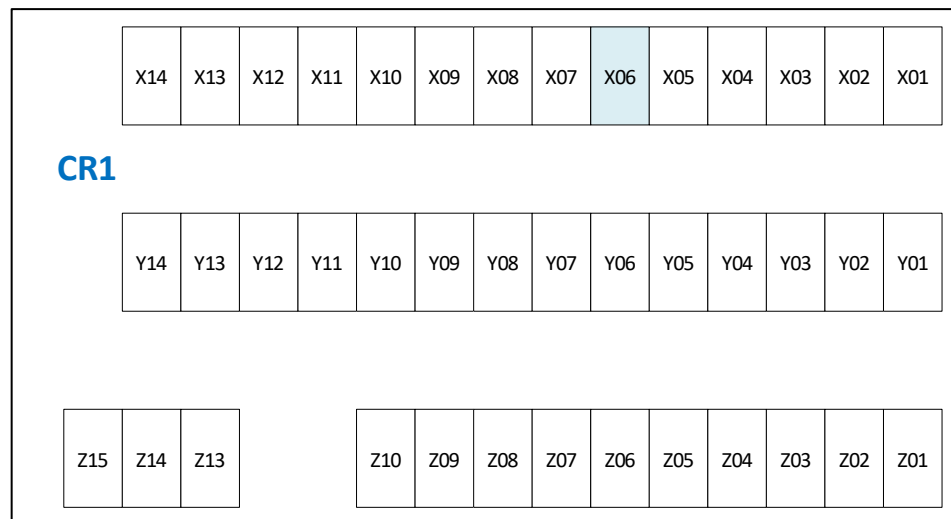 X14 X13 X12 X11 X10 X09 X08 X07 X06 X05 X04 X03 X02 X01
CR1
Y14 Y13 Y12 Y11 Y10 Y09 Y08 Y07 Y06 Y05 Y04 Y03 Y02 Y01
Z15 Z14 Z13 Z10 Z09 Z08 Z07 Z06 Z05 Z04 Z03 Z02 Z01